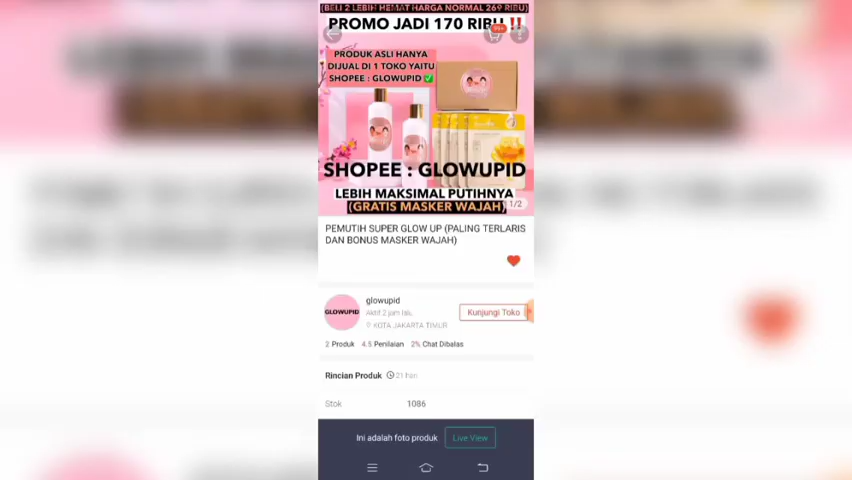 (BELI 2 LEBIH HEMAT HARGA NORMAL 269 RIBU)
PROMO JADI 170 RIBU ‼️
99+
PRODUK ASLI HANYA
DIJUAL DI 1 TOKO YAITU
SHOPEE : GLOWUPID ✅
SHOPEE : GLOWUPID
LEBIH MAKSIMAL PUTIHNYA
(GRATIS MASKER WAJAH)
1/2
PEMUTIH SUPER GLOW UP (PALING TERLARIS
DAN BONUS MASKER WAJAH)
GLOWUPID
glowupid
Aktif 2 jam lalu
KOTA JAKARTA TIMUR
Kunjungi Toko
2 Produk 4.5 Penilaian 2% Chat Dibalas
Rincian Produk 21 hari
Stok 1086
Ini adalah foto produk
Live View